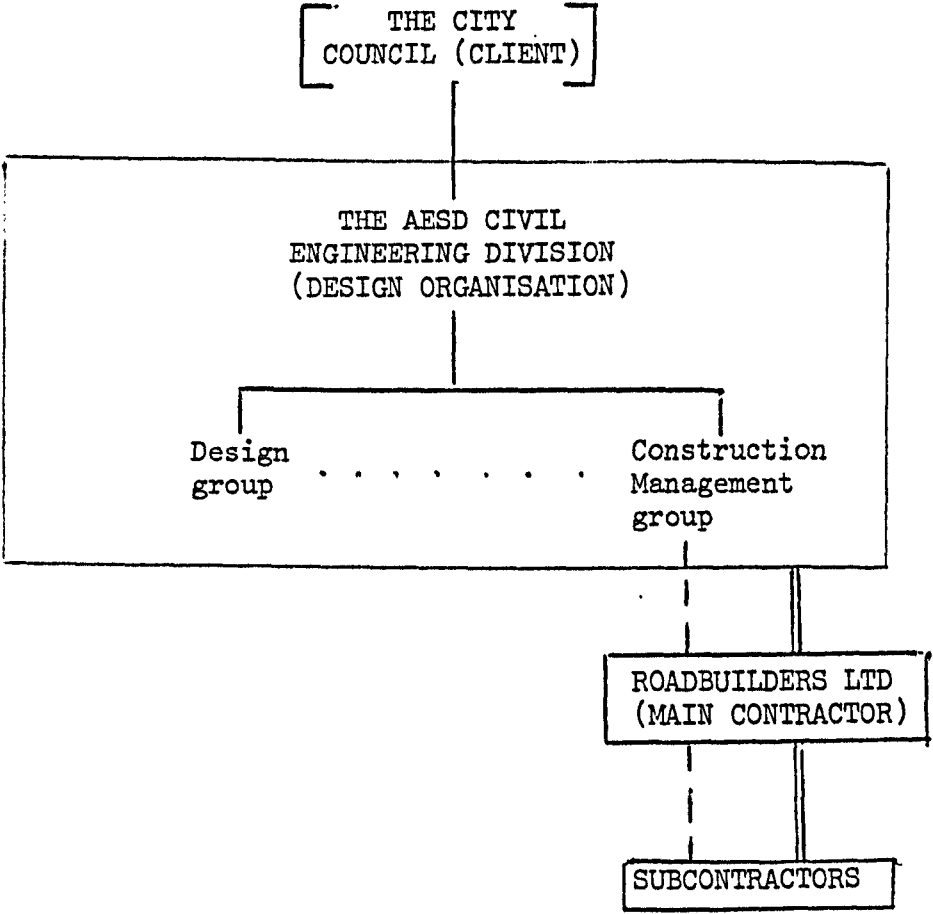 THE CITY
COUNCIL (CLIENT)
THE AESD CIVIL
ENGINEERING DIVISION
(DESIGN ORGANISATION)
Design
group
Construction
Management
group
ROADBUILDERS LTD
(MAIN CONTRACTOR)
SUBCONTRACTORS